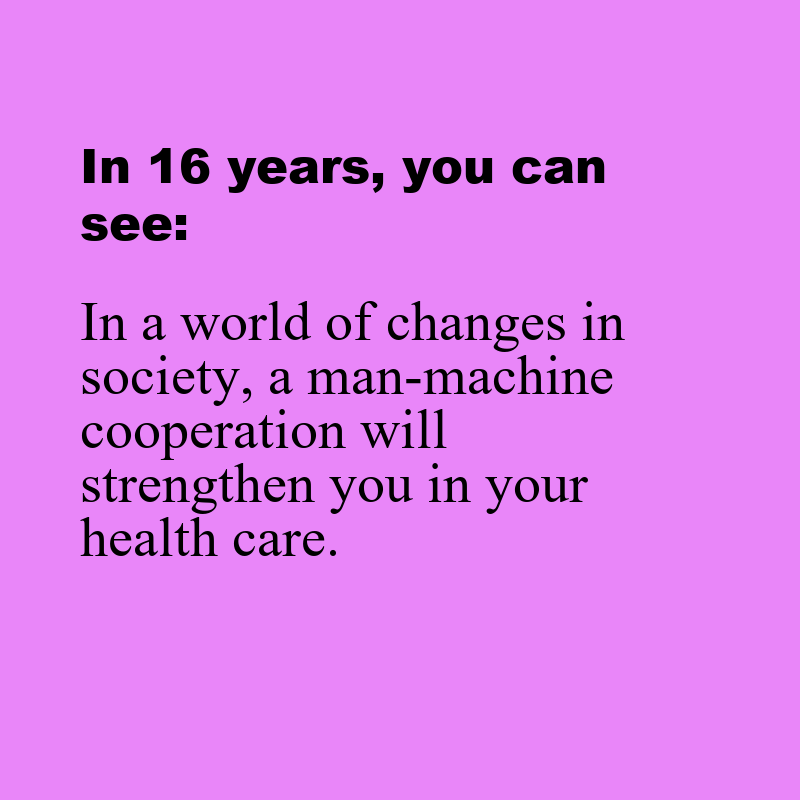 In 16 years, you can
see:
In a world of changes in
society, a man-machine
cooperation will
strengthen you in your
health care.